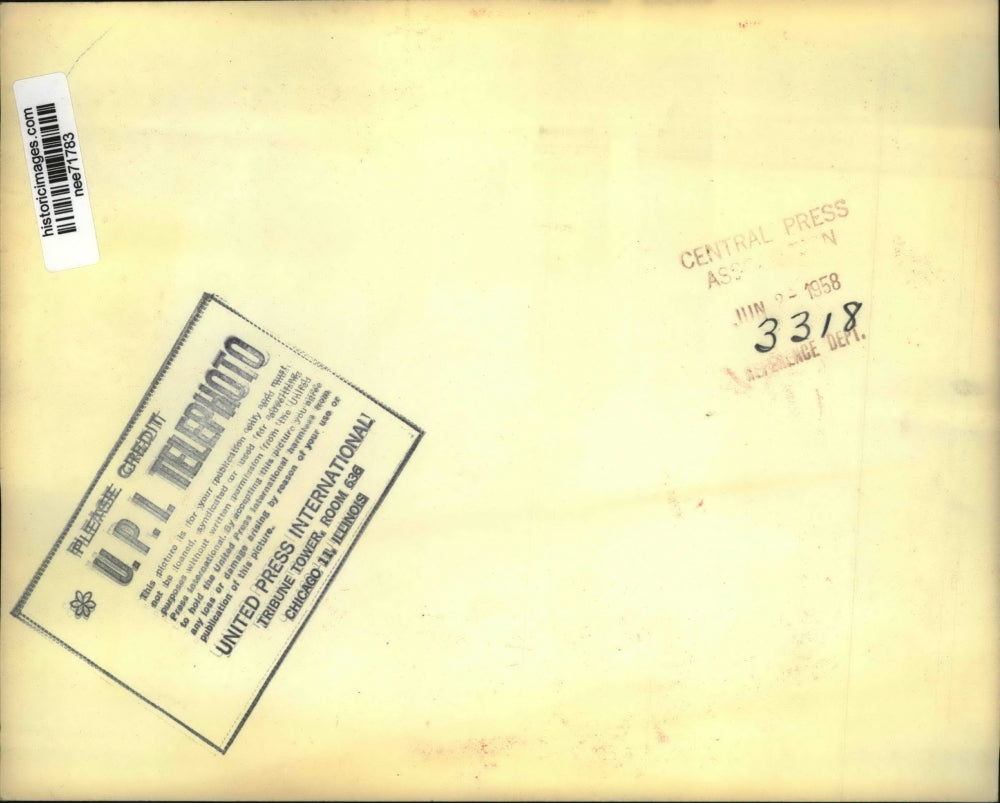 historicimages.com
nee71783
PLEASE CREDIT
U. P. I. TELEPHOTO
This picture is for your publication only and must
not be loaned, syndicated or used for advertising
purposes without written permission from the United
Press International. By accepting this picture you agree
to hold the United Press International harmless from
any loss or damage arising by reason of your use or
publication of this picture.
UNITED PRESS INTERNATIONAL
TRIBUNE TOWER, ROOM 636
CHICAGO 11, ILLINOIS
CENTRAL PRESS
JUN 2- 1958
3318
REFERENCE DEPT.